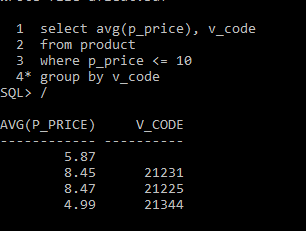 1  select avg(p_price), v_code
2  from product
3  where p_price <= 10
4* group by v_code
SQL> /
AVG(P_PRICE)     V_CODE
------------ ----------
5.87
8.45      21231
8.47      21225
4.99      21344